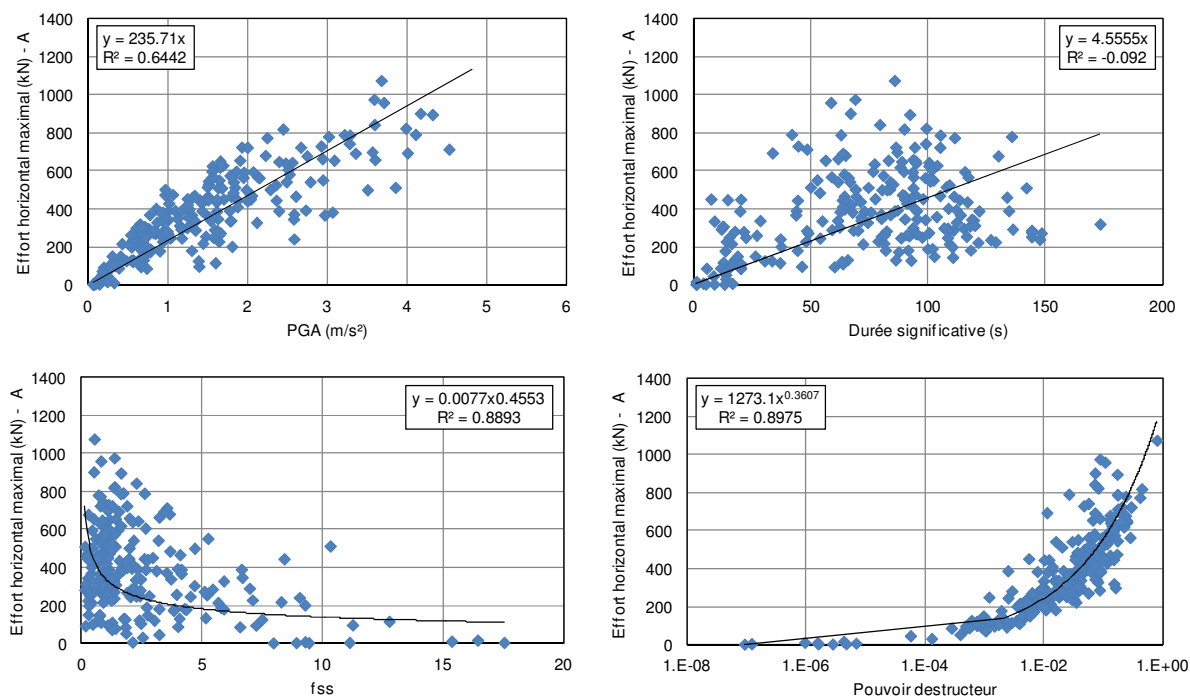 y = 235.71x
R² = 0.6442
Effort horizontal maximal (kN) - A
1400
1200
1000
800
600
400
200
0
0 1 2 3 4 5 6
PGA (m/s²)
y = 4.5555x
R² = -0.092
Effort horizontal maximal (kN) - A
1400
1200
1000
800
600
400
200
0
0 50 100 150 200
Durée significative (s)
y = 0.0077x0.4553
R² = 0.8893
Effort horizontal maximal (kN) - A
1400
1200
1000
800
600
400
200
0
0 5 10 15 20
fss
y = 1273.1x^0.3607
R² = 0.8975
Effort horizontal maximal (kN) - A
1400
1200
1000
800
600
400
200
0
1.E-08 1.E-06 1.E-04 1.E-02 1.E+00
Pouvoir destructeur